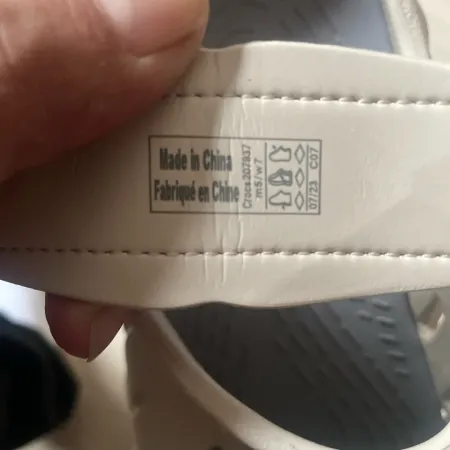 Made in China
Fabriqué en Chine
Crocs 207937
m5/w7
07/23 C07